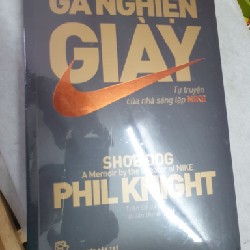 GÃ NGHIỆN
GIÀY
Tự truyện
của nhà sáng lập NIKE
SHOE DOG
A Memoir by the Creator of NIKE
PHIL KNIGHT